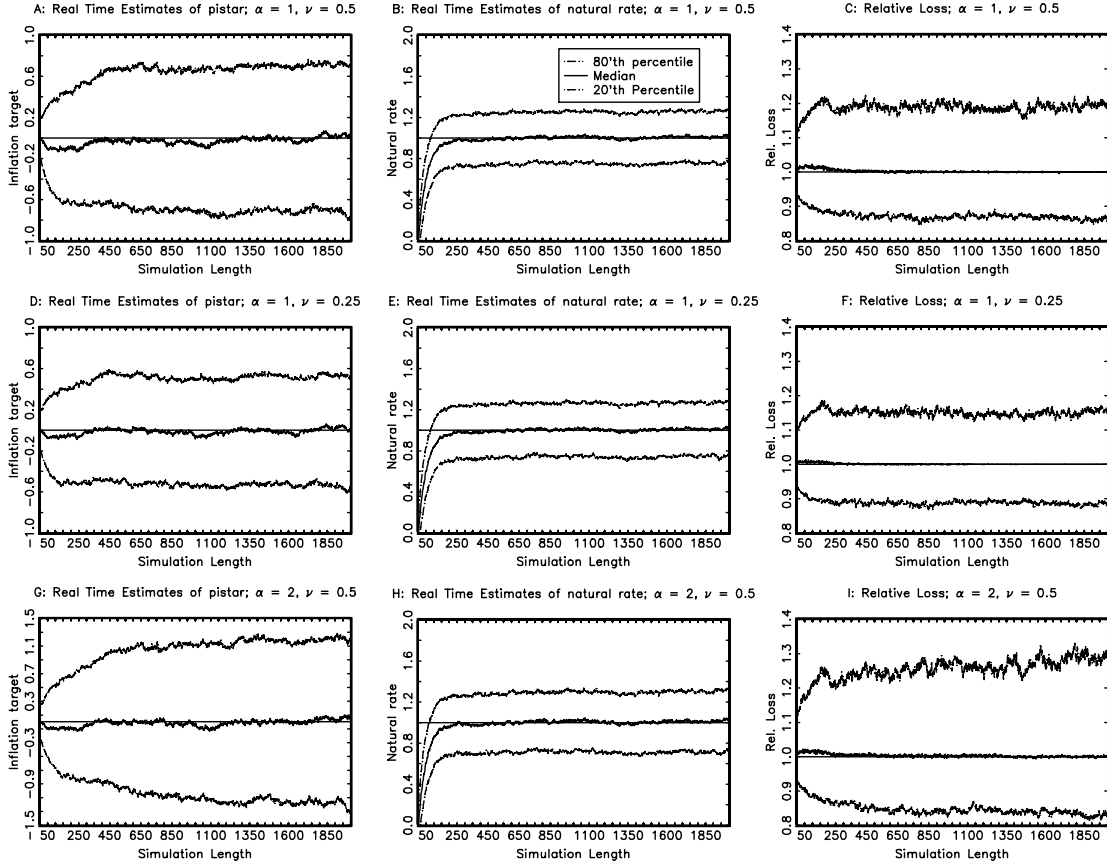 A: Real Time Estimates of pistar; α = 1, ν = 0.5
Inflation target
1.0
0.6
0.2
−0.2
−0.6
−1.0
50 250 450 650 850 1100 1350 1600 1850
Simulation Length
B: Real Time Estimates of natural rate; α = 1, ν = 0.5
80'th percentile
Median
20'th Percentile
Natural rate
2.0
1.6
1.2
0.8
0.4
0.0
50 250 450 650 850 1100 1350 1600 1850
Simulation Length
C: Relative Loss; α = 1, ν = 0.5
Rel. Loss
1.4
1.3
1.2
1.1
1.0
0.9
0.8
50 250 450 650 850 1100 1350 1600 1850
Simulation Length
D: Real Time Estimates of pistar; α = 1, ν = 0.25
Inflation target
1.0
0.6
0.2
−0.2
−0.6
−1.0
50 250 450 650 850 1100 1350 1600 1850
Simulation Length
E: Real Time Estimates of natural rate; α = 1, ν = 0.25
Natural rate
2.0
1.6
1.2
0.8
0.4
0.0
50 250 450 650 850 1100 1350 1600 1850
Simulation Length
F: Relative Loss; α = 1, ν = 0.25
Rel. Loss
1.4
1.3
1.2
1.1
1.0
0.9
0.8
50 250 450 650 850 1100 1350 1600 1850
Simulation Length
G: Real Time Estimates of pistar; α = 2, ν = 0.5
Inflation target
1.5
1.1
0.7
0.3
−0.3
−0.9
−1.5
50 250 450 650 850 1100 1350 1600 1850
Simulation Length
H: Real Time Estimates of natural rate; α = 2, ν = 0.5
Natural rate
2.0
1.6
1.2
0.8
0.4
0.0
50 250 450 650 850 1100 1350 1600 1850
Simulation Length
I: Relative Loss; α = 2, ν = 0.5
Rel. Loss
1.4
1.3
1.2
1.1
1.0
0.9
0.8
50 250 450 650 850 1100 1350 1600 1850
Simulation Length